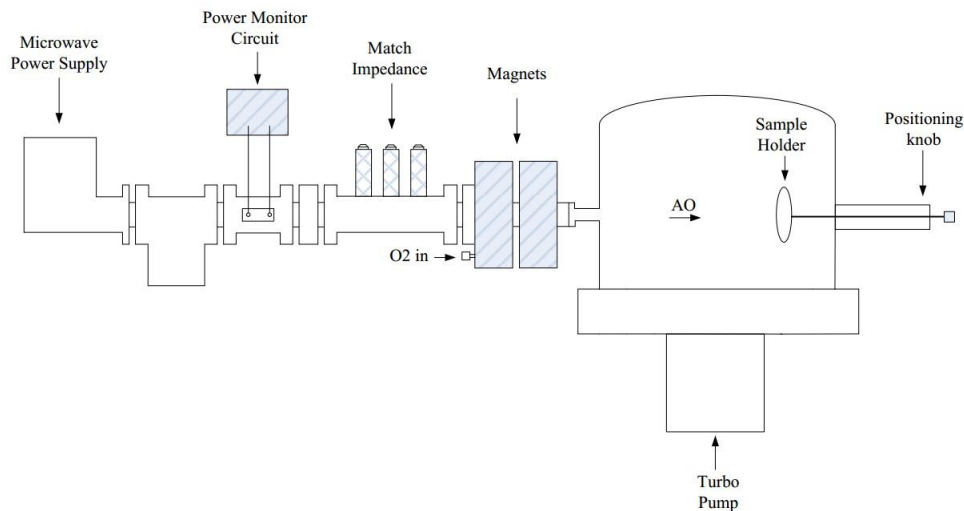 Microwave
Power Supply
Power Monitor
Circuit
Match
Impedance
Magnets
Sample
Holder
Positioning
knob
AO
O2 in
Turbo
Pump